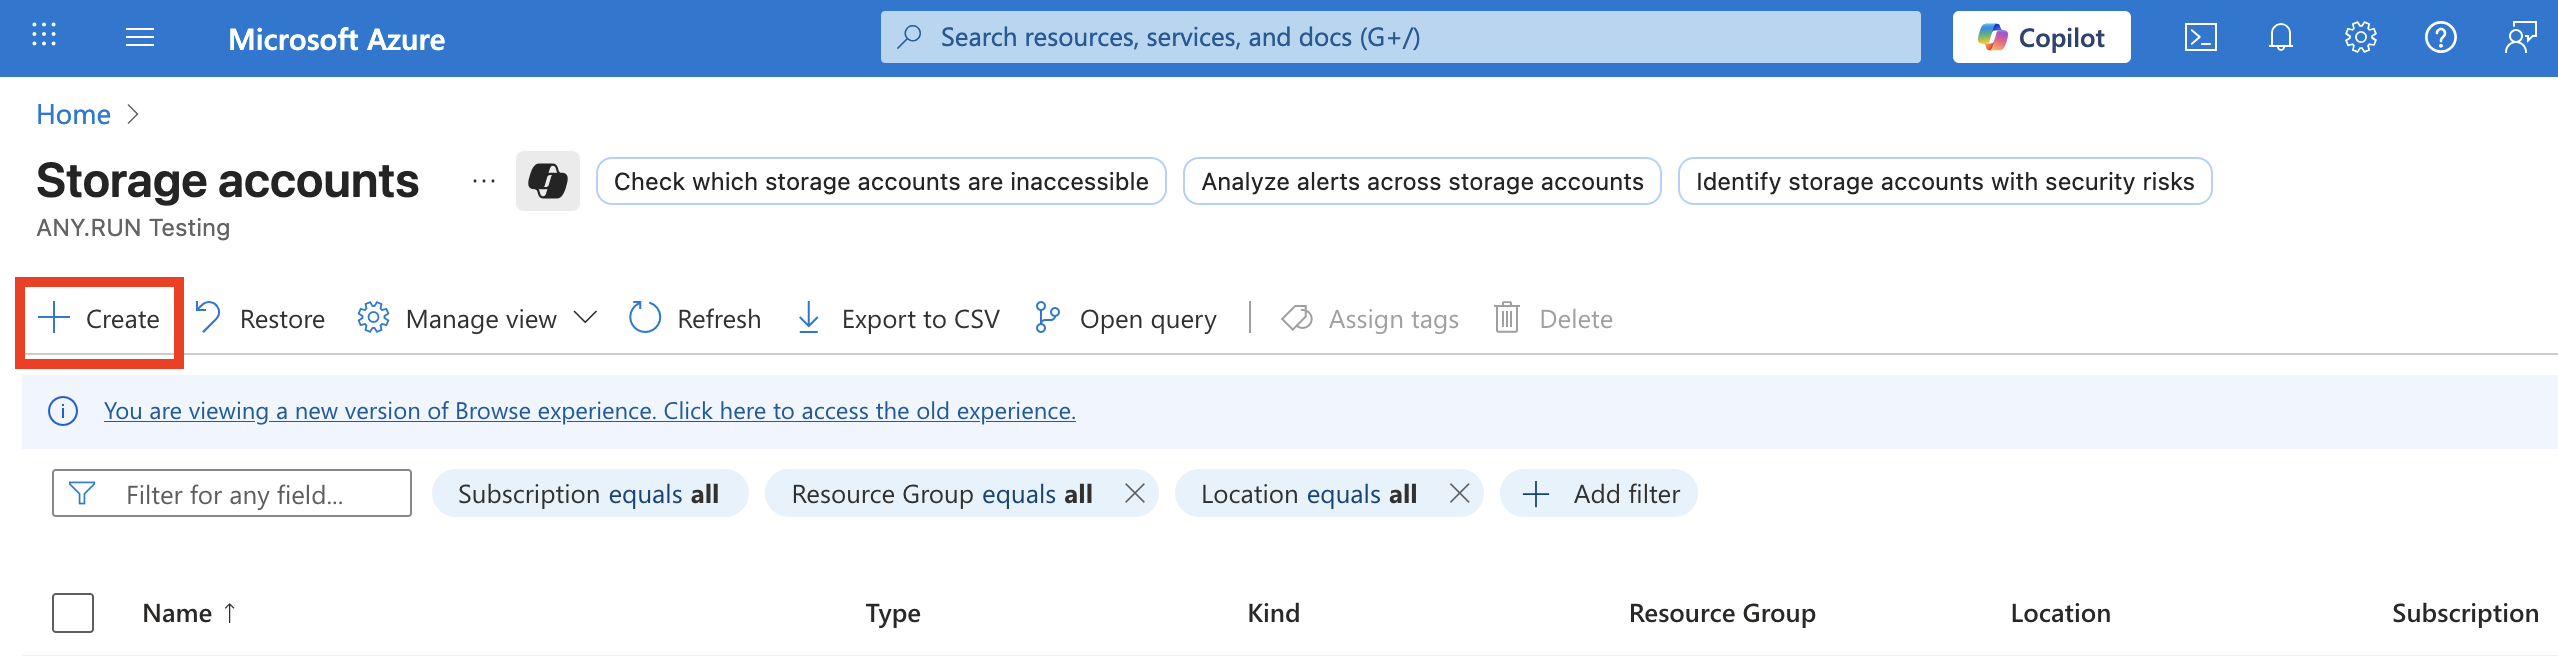 Microsoft Azure
Search resources, services, and docs (G+/)
Copilot
Home
Storage accounts
ANY.RUN Testing
Check which storage accounts are inaccessible
Analyze alerts across storage accounts
Identify storage accounts with security risks
Create
Restore
Manage view
Refresh
Export to CSV
Open query
Assign tags
Delete
You are viewing a new version of Browse experience. Click here to access the old experience.
Filter for any field...
Subscription equals all
Resource Group equals all
Location equals all
Add filter
Name ↑
Type
Kind
Resource Group
Location
Subscription